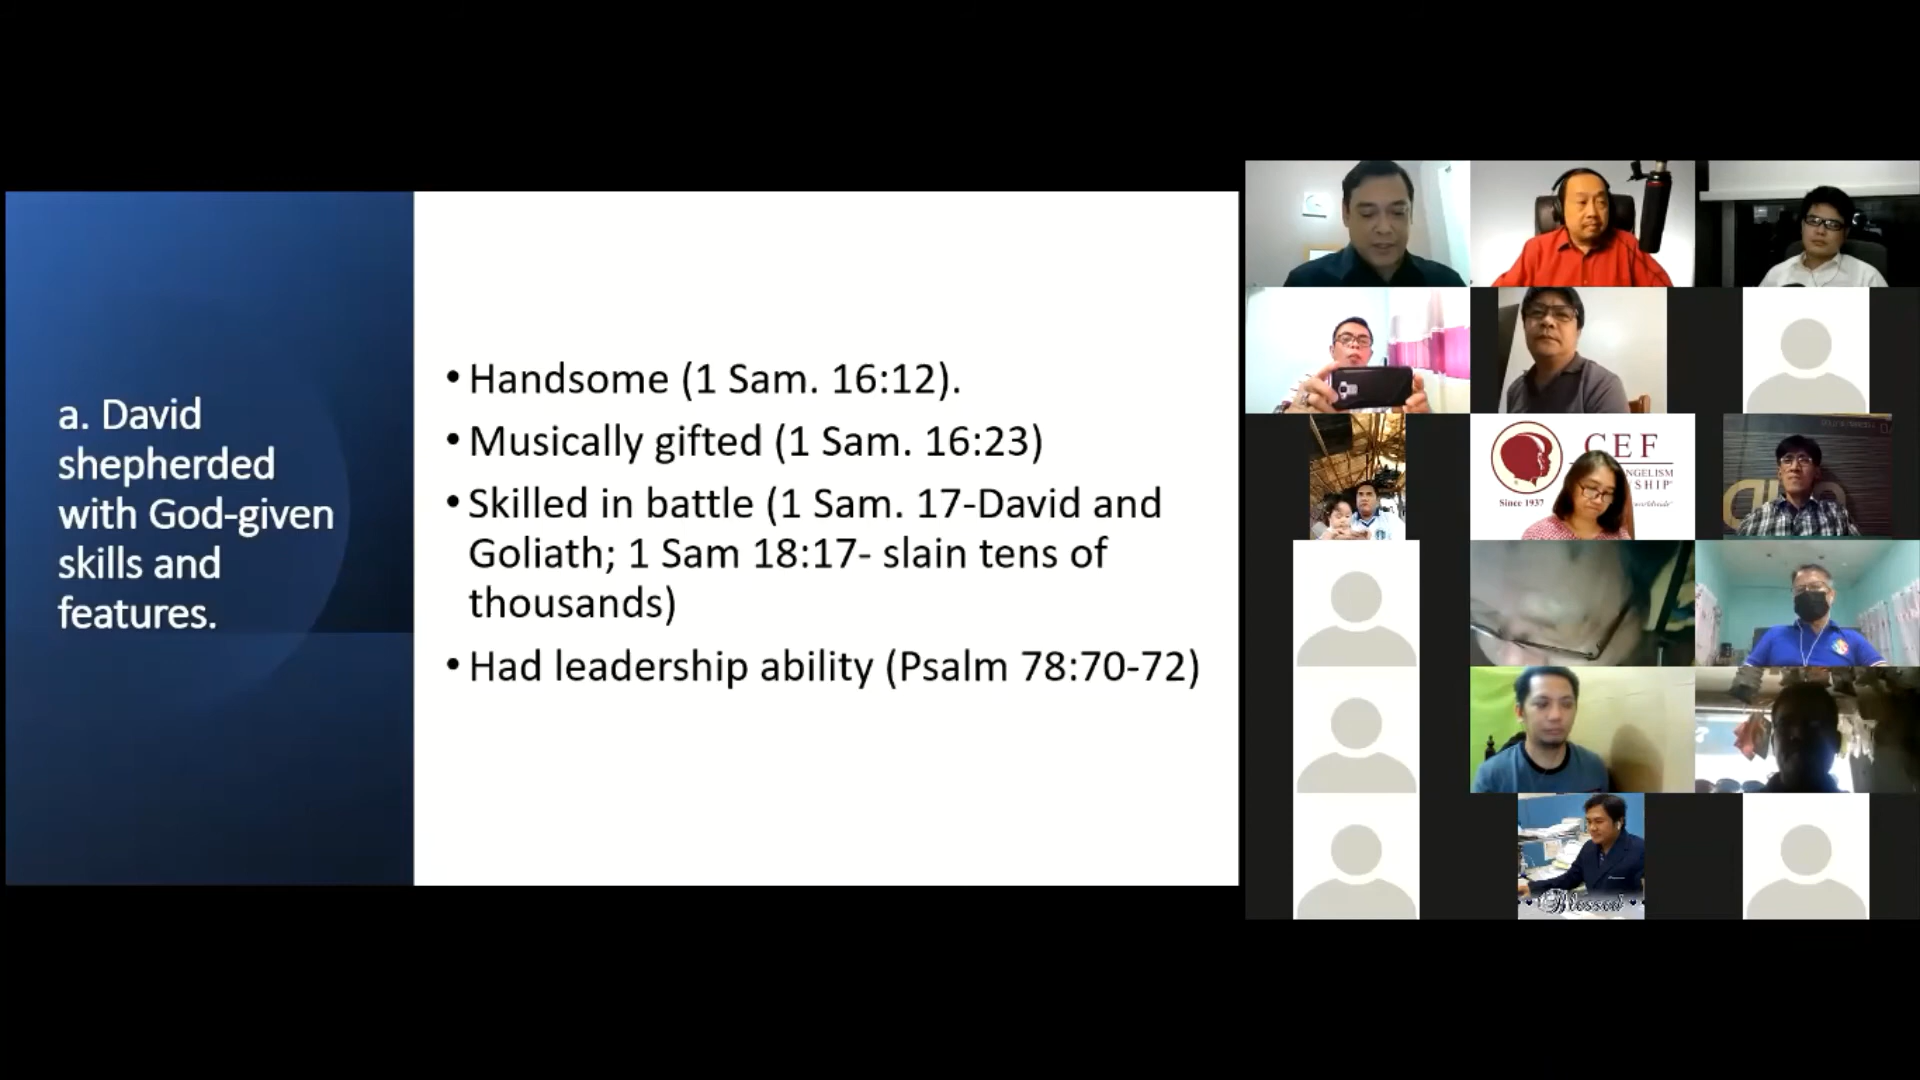 a. David
shepherded
with God-given
skills and
features.
• Handsome (1 Sam. 16:12).
• Musically gifted (1 Sam. 16:23)
• Skilled in battle (1 Sam. 17-David and
Goliath; 1 Sam 18:17- slain tens of
thousands)
• Had leadership ability (Psalm 78:70-72)
CEF
Since 1937
Blessed